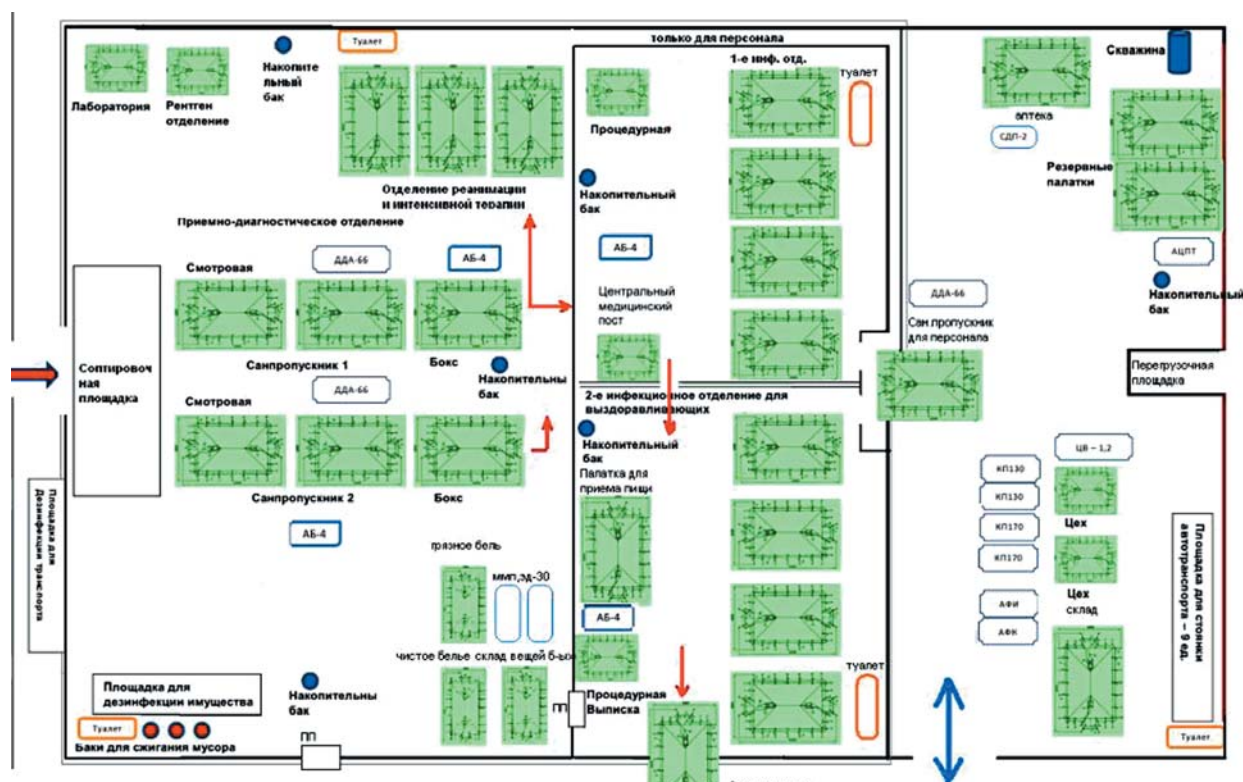 Туалет
только для персонала
1-е инф. отд.
туалет
Скважина
Накопите
льный
бак
Лаборатория
Рентген
отделение
Процедурная
аптека
СДП-2
Резервные
палатки
Отделение реанимации
и интенсивной терапии
Накопительный
бак
Приемно-диагностическое отделение
Смотровая
ДДА-66
АБ-4
АБ-4
АЦПТ
Накопительный
бак
Центральный
медицинский
пост
ДДА-66
Сан пропускник
для персонала
Санпропускник 1
Бокс
Накопительны
бак
Сортировоч
ная
площадка
ДДА-66
Смотровая
Перегрузочная
площадка
2-е инфекционное отделение для
выздоравливающих
Накопительный
бак
Палатка для
приема пищи
ЦВ – 1,2
КП130
КП130
КП170
КП170
Цех
Санпропускник 2
Бокс
АБ-4
Площадка для
Дезинфекции транспорта
грязное бель
ммп,эд-30
АБ-4
Цех
склад
АФИ
АФК
Площадка для стоянки
автотранспорта – 9 ед.
чистое белье склад вещей б-ых
Площадка для
дезинфекции имущества
Накопительны
бак
Процедурная
Выписка
ПП
туалет
Туалет
Баки для сжигания мусора
ПП
Туалет